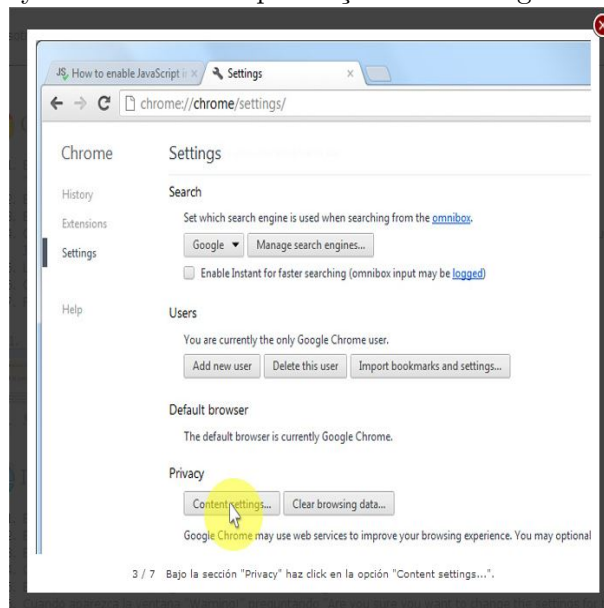 JS, How to enable JavaScript i
Settings
chrome://chrome/settings/
Chrome
Settings
History
Extensions
Settings
Help
Search
Set which search engine is used when searching from the omnibox.
Google
Manage search engines...
Enable Instant for faster searching (omnibox input may be logged)
Users
You are currently the only Google Chrome user.
Add new user
Delete this user
Import bookmarks and settings...
Default browser
The default browser is currently Google Chrome.
Privacy
Content settings...
Clear browsing data...
Google Chrome may use web services to improve your browsing experience. You may optional
3 / 7 Bajo la sección "Privacy" haz click en la opción "Content settings...".